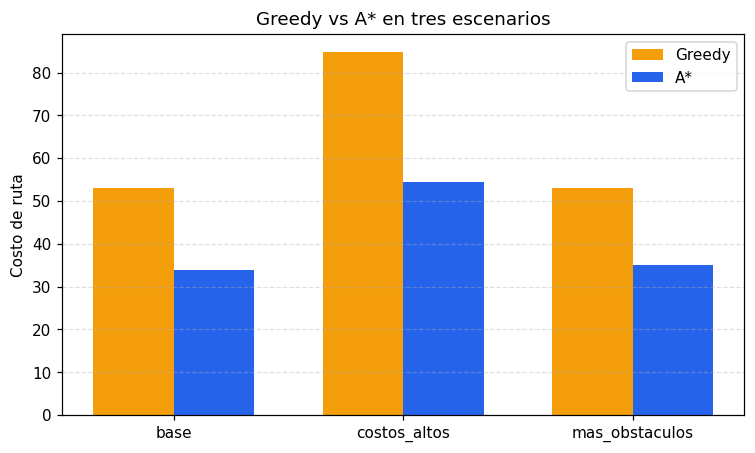 Greedy vs A* en tres escenarios
Greedy
A*
Costo de ruta
80
70
60
50
40
30
20
10
0
base
costos_altos
mas_obstaculos